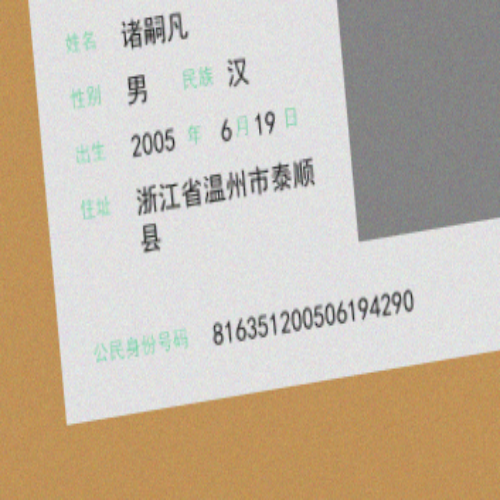 姓名 诸嗣凡
性别 男 民族 汉
出生 2005 年 6 月 19 日
住址 浙江省温州市泰顺
县
公民身份号码 816351200506194290